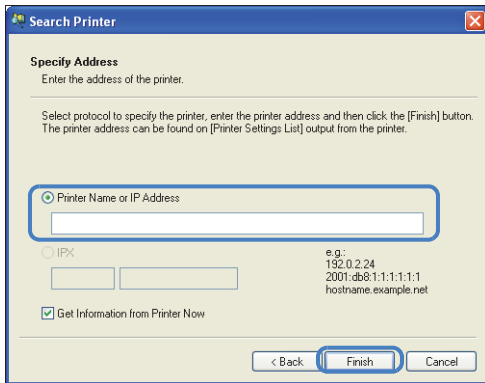 Search Printer
Specify Address
Enter the address of the printer.
Select protocol to specify the printer, enter the printer address and then click the [Finish] button.
The printer address can be found on [Printer Settings List] output from the printer.
Printer Name or IP Address
IPX
e.g.:
192.0.2.24
2001:db8:1:1:1:1:1:1
hostname.example.net
Get Information from Printer Now
< Back
Finish
Cancel